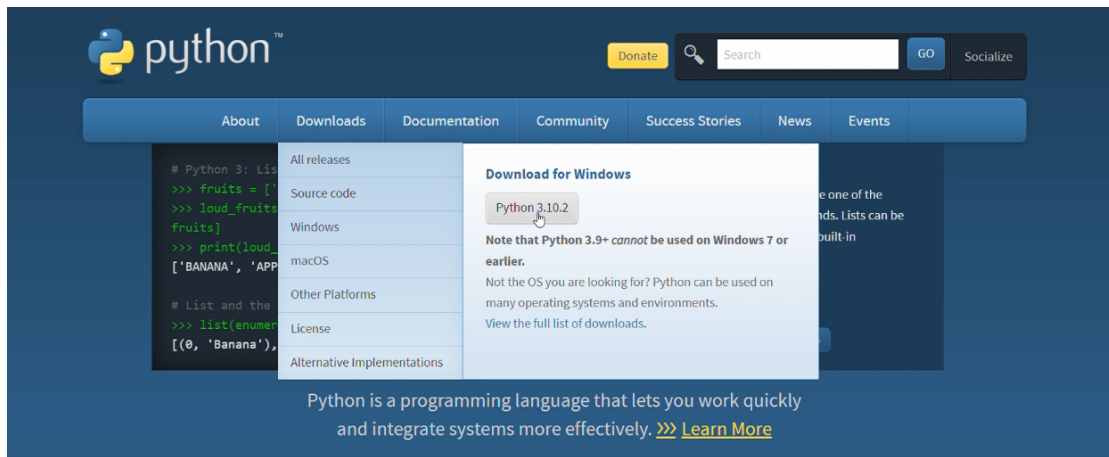 python™
Donate
Search
GO
Socialize
About Downloads Documentation Community Success Stories News Events
# Python 3: Lis
>>> fruits = ['
>>> loud_fruits
fruits]
>>> print(loud_
['BANANA', 'APP
# List and the
>>> list(enumer
[(0, 'Banana'),
All releases
Source code
Windows
macOS
Other Platforms
License
Alternative Implementations
Download for Windows
Python 3.10.2
Note that Python 3.9+ cannot be used on Windows 7 or
earlier.
Not the OS you are looking for? Python can be used on
many operating systems and environments.
View the full list of downloads.
e one of the
nds. Lists can be
built-in
Python is a programming language that lets you work quickly
and integrate systems more effectively. >>> Learn More